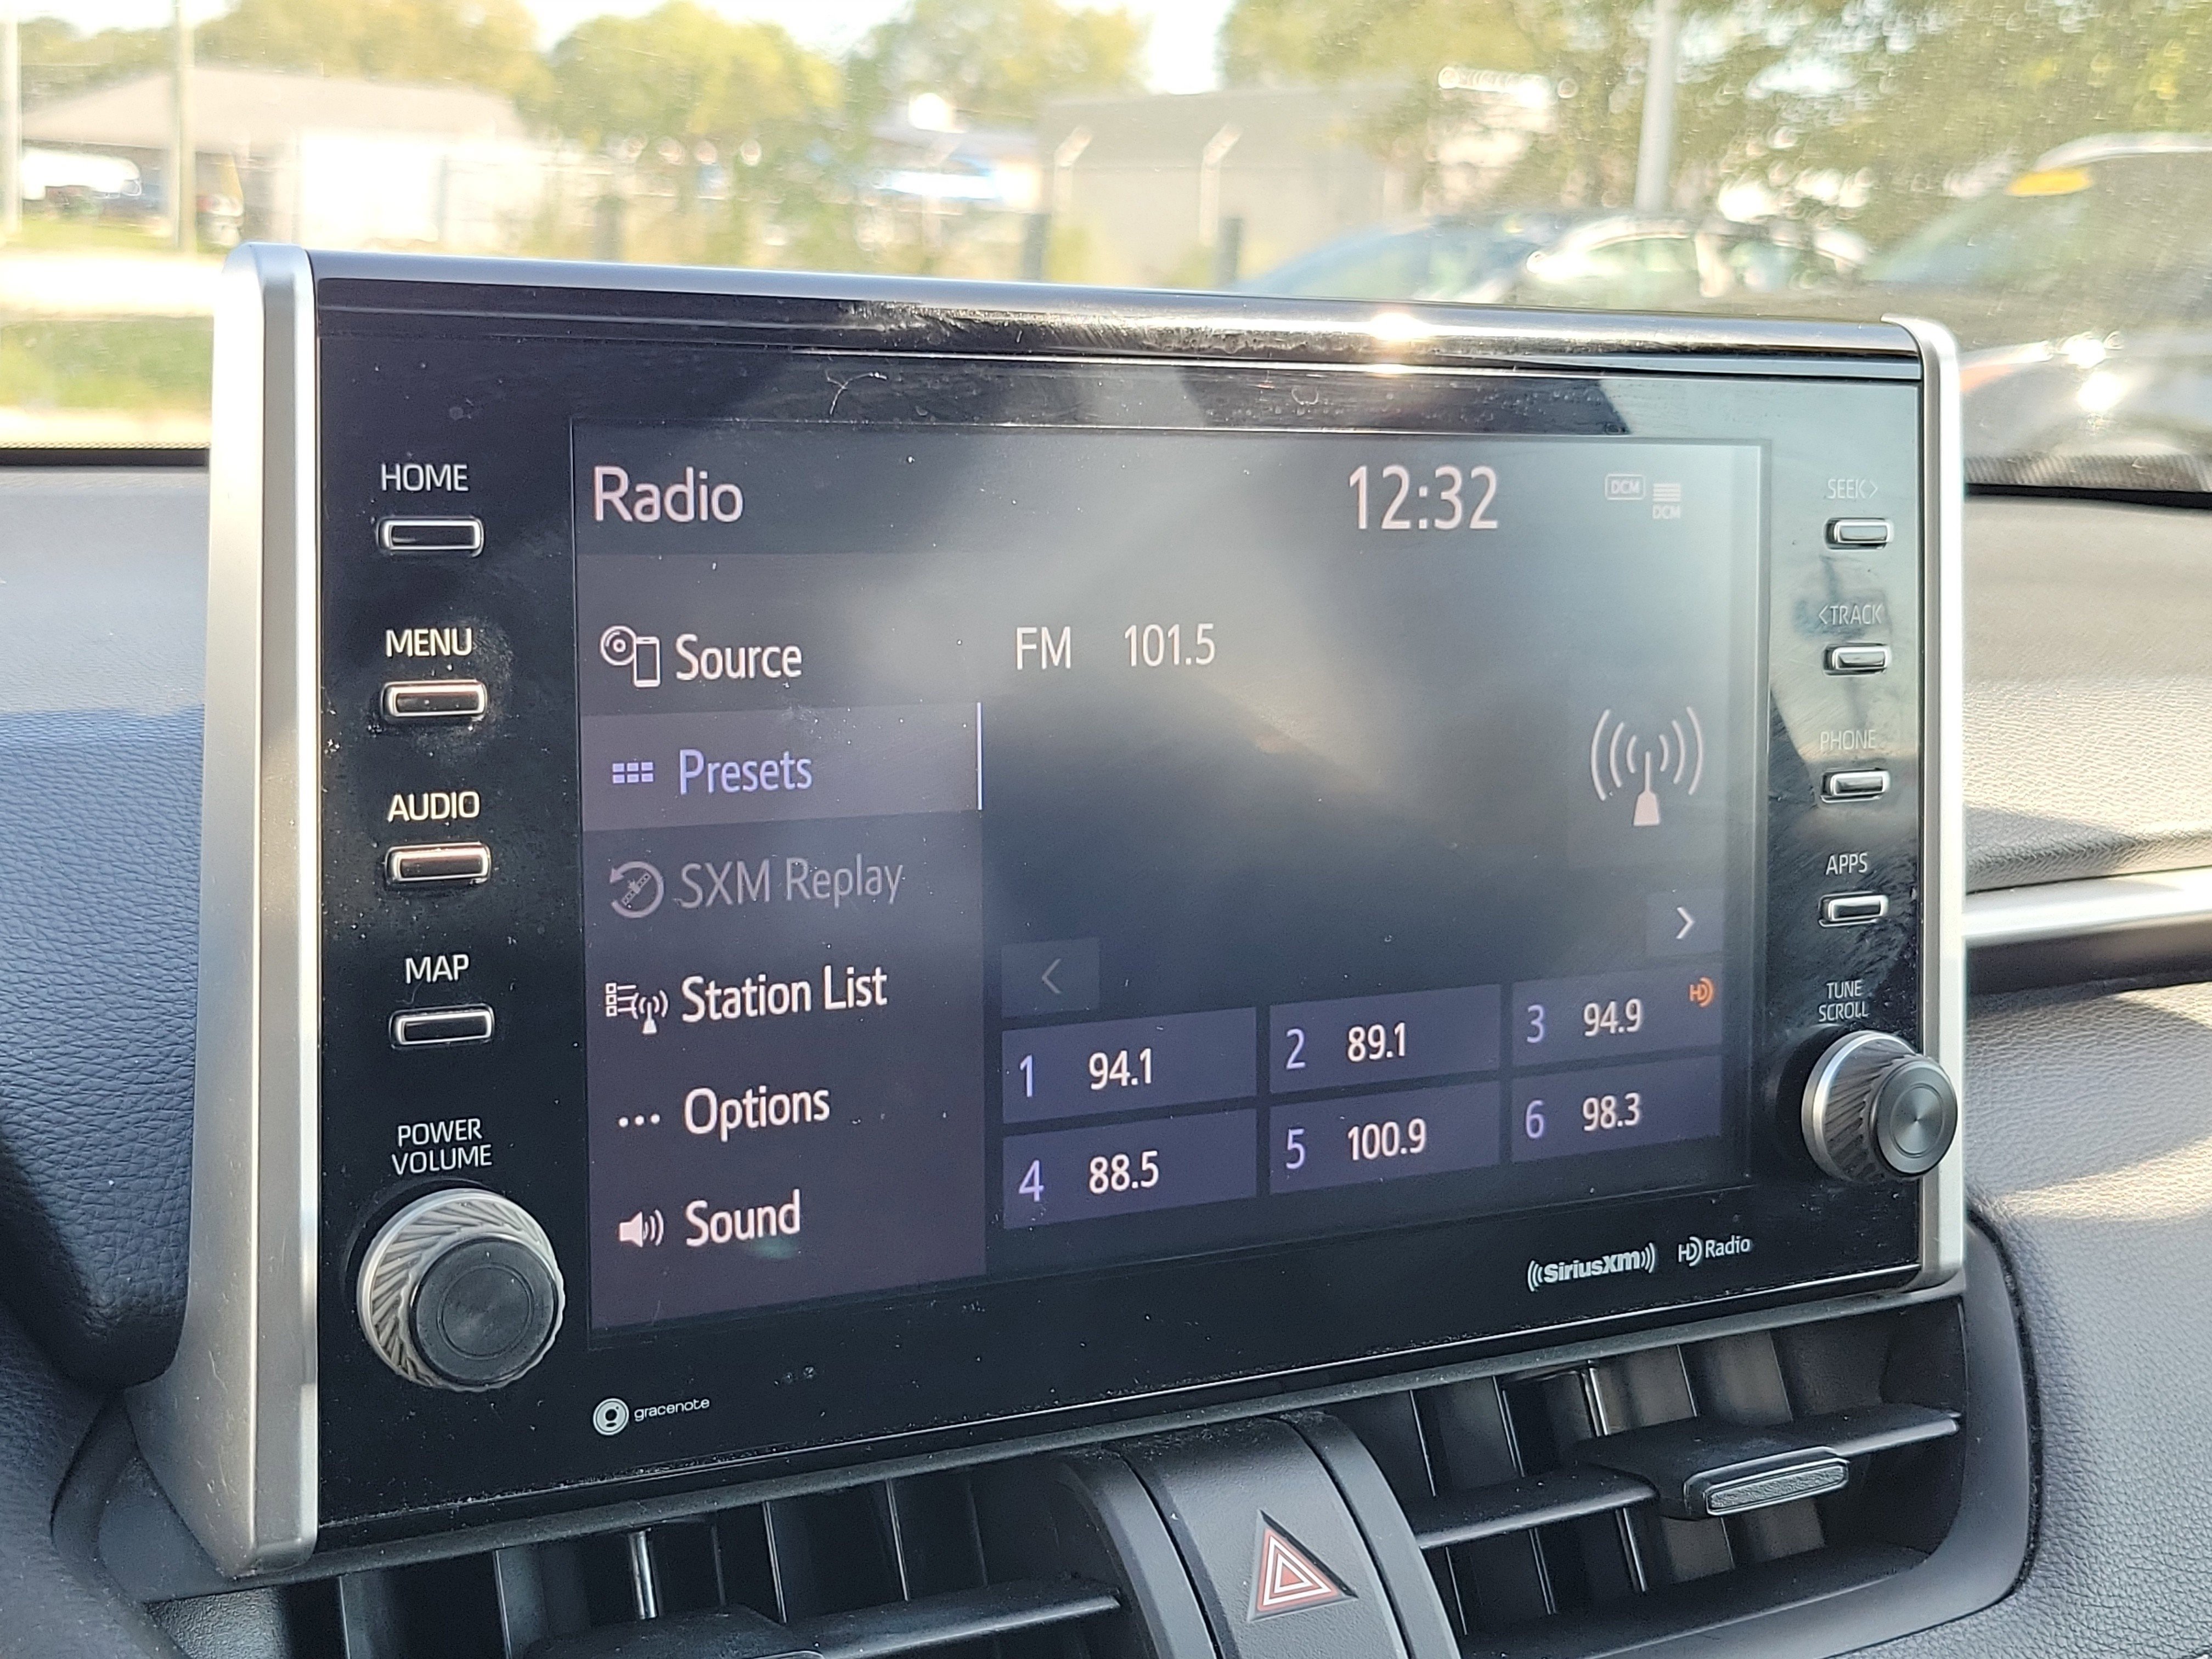 HOME
MENU
AUDIO
MAP
POWER
VOLUME
Radio
12:32
DCM
DCM
Source
Presets
SXM Replay
Station List
Options
Sound
FM 101.5
1 94.1
2 89.1
3 94.9 HD
4 88.5
5 100.9
6 98.3
SEEK>
<TRACK
PHONE
APPS
TUNE
SCROLL
gracenote
((SiriusXM))
HD Radio